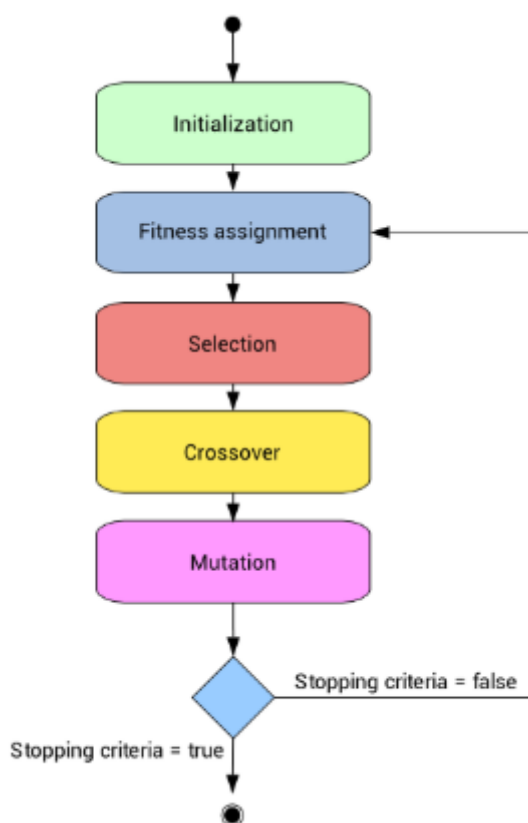 Initialization
Fitness assignment
Selection
Crossover
Mutation
Stopping criteria = false
Stopping criteria = true